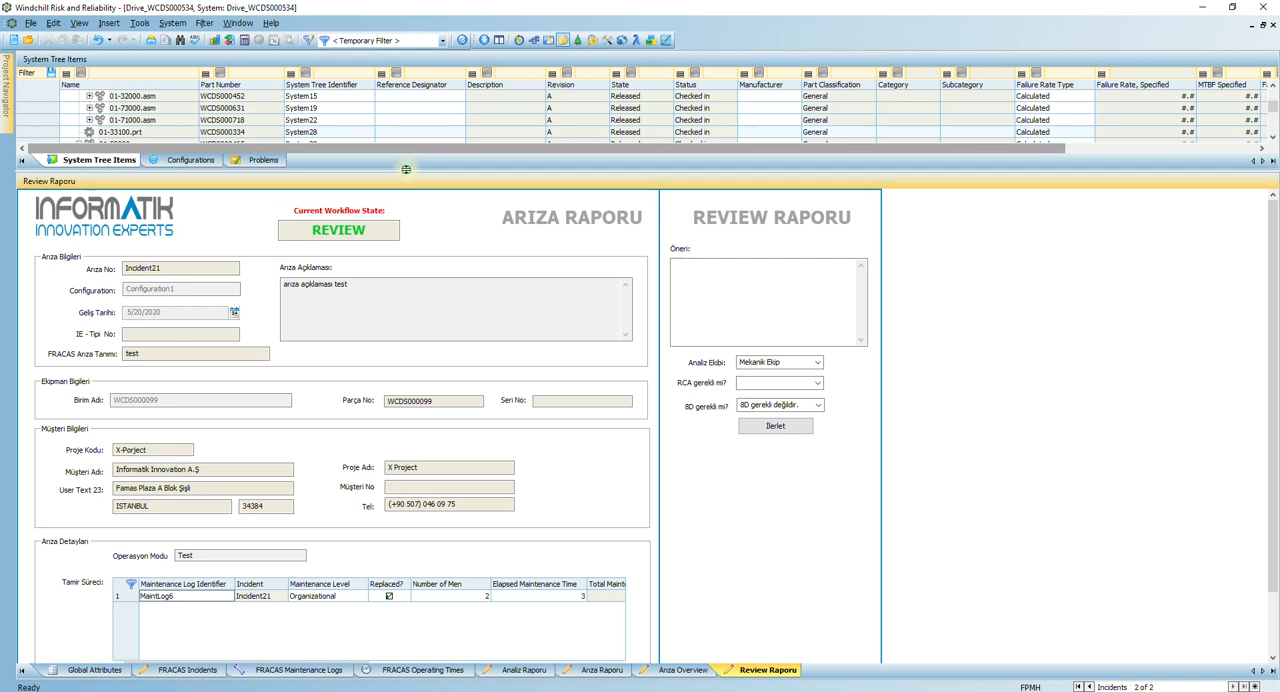 Windchill Risk and Reliability - [Drive_WCDS000534, System: Drive_WCDS000534]
File Edit View Insert Tools System Filter Window Help
< Temporary Filter >
Project Navigator
System Tree Items
Filter
Name Part Number System Tree Identifier Reference Designator Description Revision State Status Manufacturer Part Classification Category Subcategory Failure Rate Type Failure Rate, Specified MTBF Specified
01-32000.asm WCDS000452 System15 A Released Checked in General Calculated #.# #.#
01-73000.asm WCDS000631 System19 A Released Checked in General Calculated #.# #.#
01-71000.asm WCDS000718 System22 A Released Checked in General Calculated #.# #.#
01-33100.prt WCDS000334 System28 A Released Checked in General Calculated #.# #.#
System Tree Items Configurations Problems
Review Raporu
INFORMATIK
INNOVATION EXPERTS
Current Workflow State:
REVIEW
ARIZA RAPORU
REVIEW RAPORU
Arıza Bilgileri
Arıza No: Incident21
Configuration: Configuration1
Geliş Tarihi: 5/20/2020
IE - Tipi No:
FRACAS Arıza Tanımı: test
Arıza Açıklaması:
arıza açıklaması test
Öneri:
Analiz Ekibi: Mekanik Ekip
RCA gerekli mi?
8D gerekli mi? 8D gerekli değildir.
İlerlet
Ekipman Bigileri
Birim Adı: WCDS000099 Parça No: WCDS000099 Seri No:
Müşteri Bilgileri
Proje Kodu: X-Porject
Müşteri Adı: Informatik Innovation A.Ş
User Text 23: Famas Plaza A Blok Şişli
ISTANBUL 34384
Proje Adı: X Project
Müşteri No
Tel: (+90 507) 046 09 75
Arıza Detayları
Operasyon Modu Test
Tamir Süreci:
Maintenance Log Identifier Incident Maintenance Level Replaced? Number of Men Elapsed Maintenance Time Total Maint
1 MaintLog6 Incident21 Organizational 2 3
Global Attributes FRACAS Incidents FRACAS Maintenance Logs FRACAS Operating Times Analiz Raporu Arıza Raporu Arıza Overview Review Raporu
Ready FPMH Incidents 2 of 2